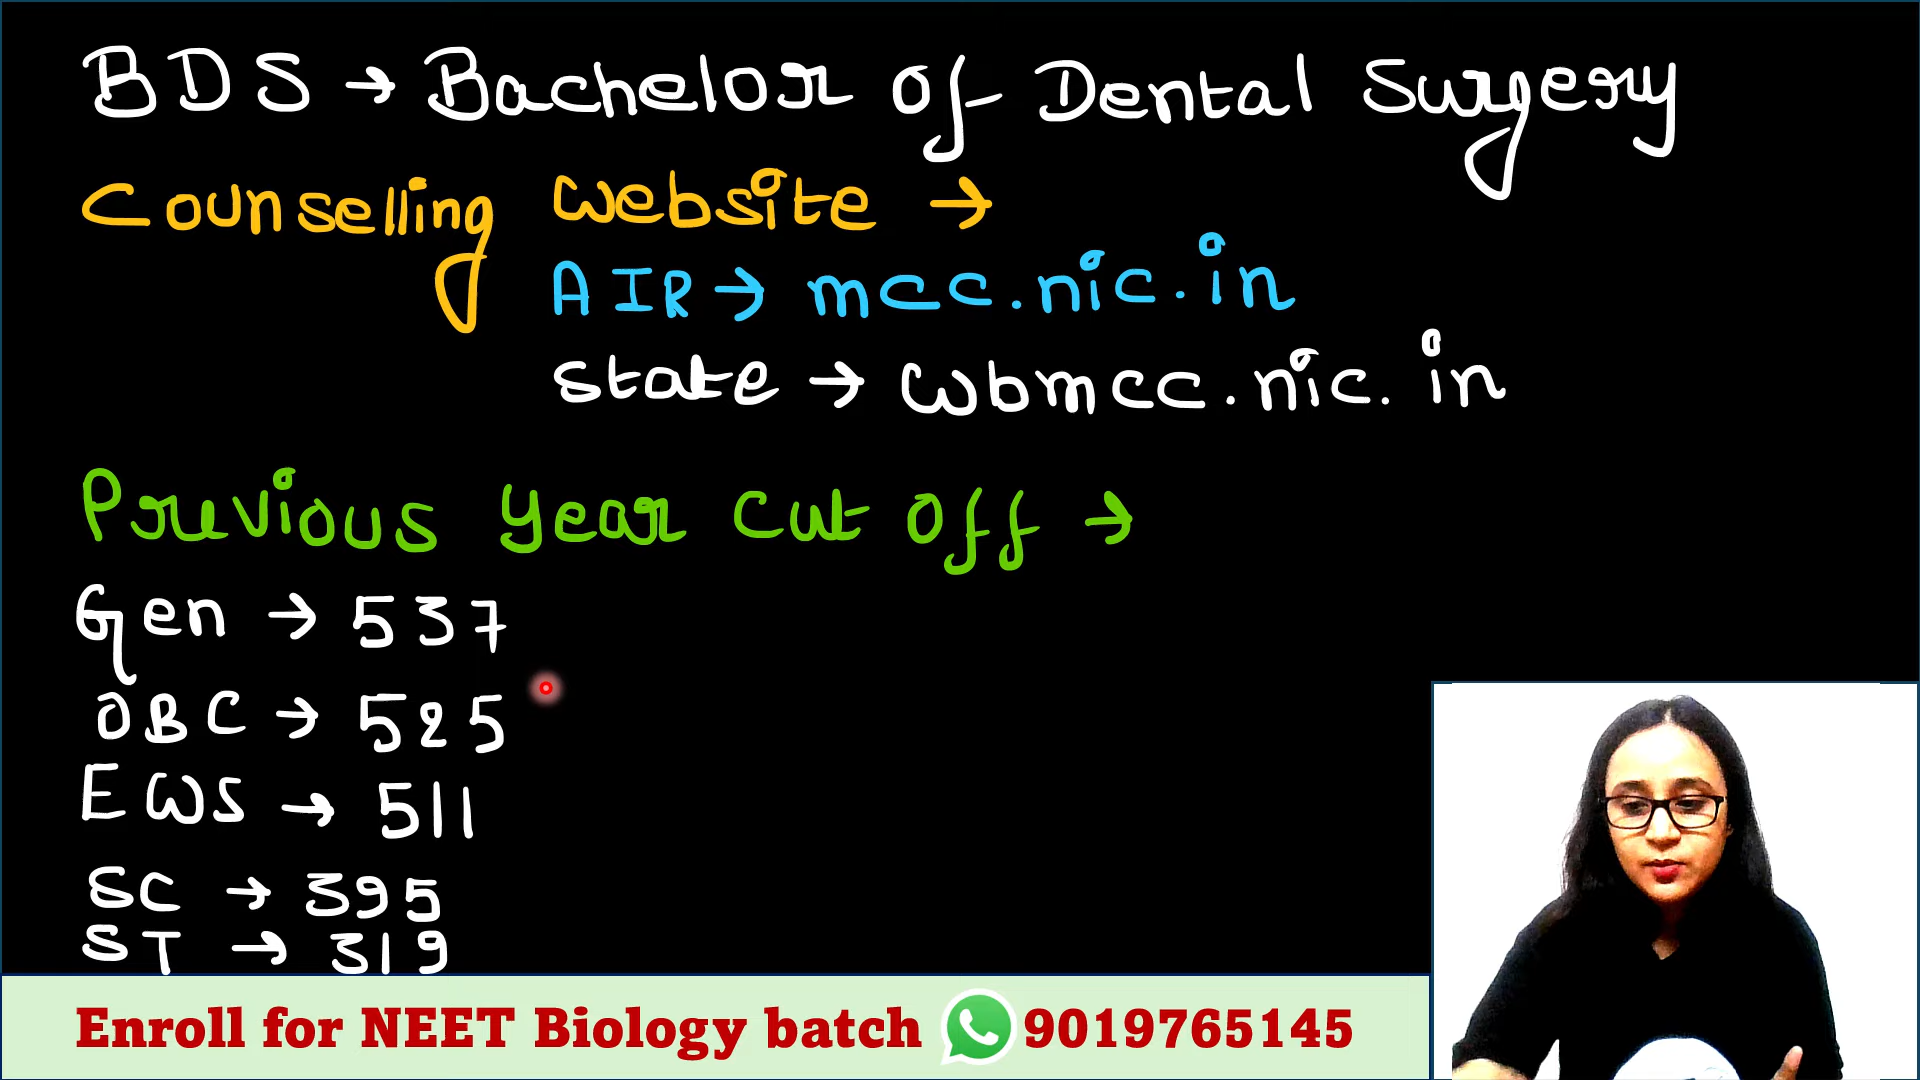 BDS → Bachelor of Dental Surgery
Counselling Website →
AIR → mcc.nic.in
State → wbmcc.nic.in
Previous Year Cut Off →
Gen → 537
OBC → 525
EWS → 511
SC → 395
ST → 319
Enroll for NEET Biology batch 9019765145